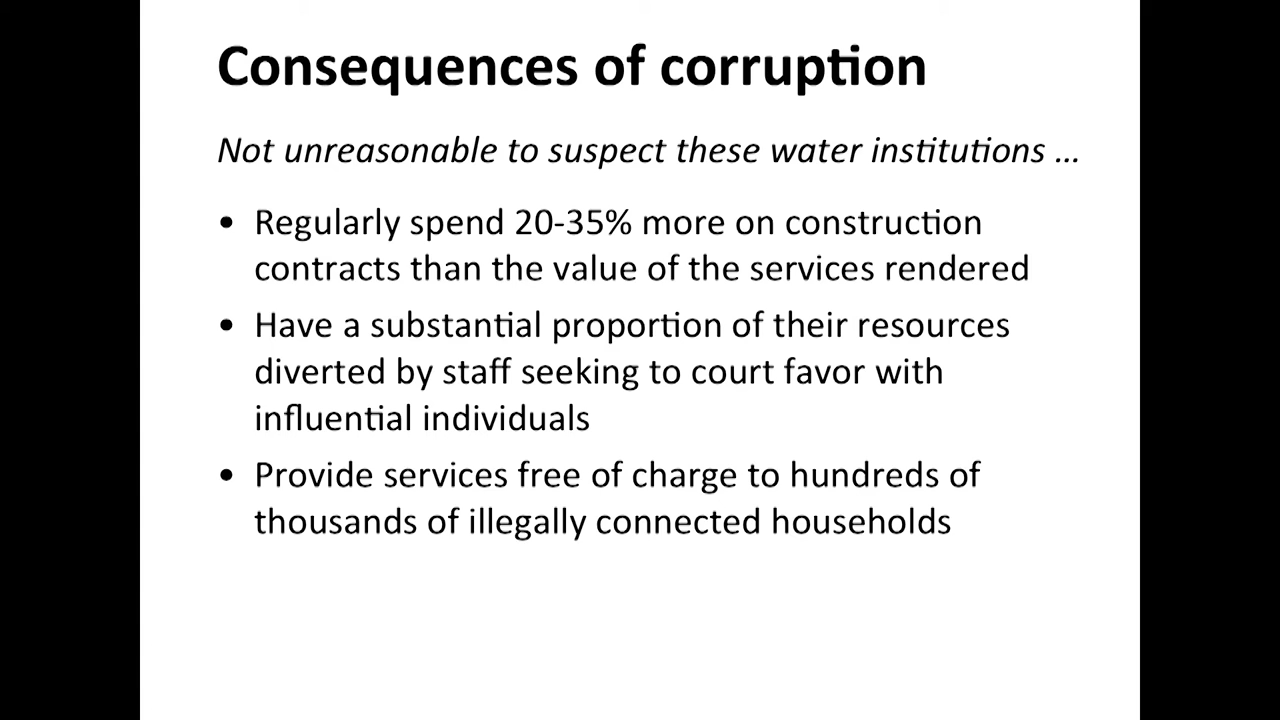 Consequences of corruption
Not unreasonable to suspect these water institutions ...
• Regularly spend 20-35% more on construction
contracts than the value of the services rendered
• Have a substantial proportion of their resources
diverted by staff seeking to court favor with
influential individuals
• Provide services free of charge to hundreds of
thousands of illegally connected households